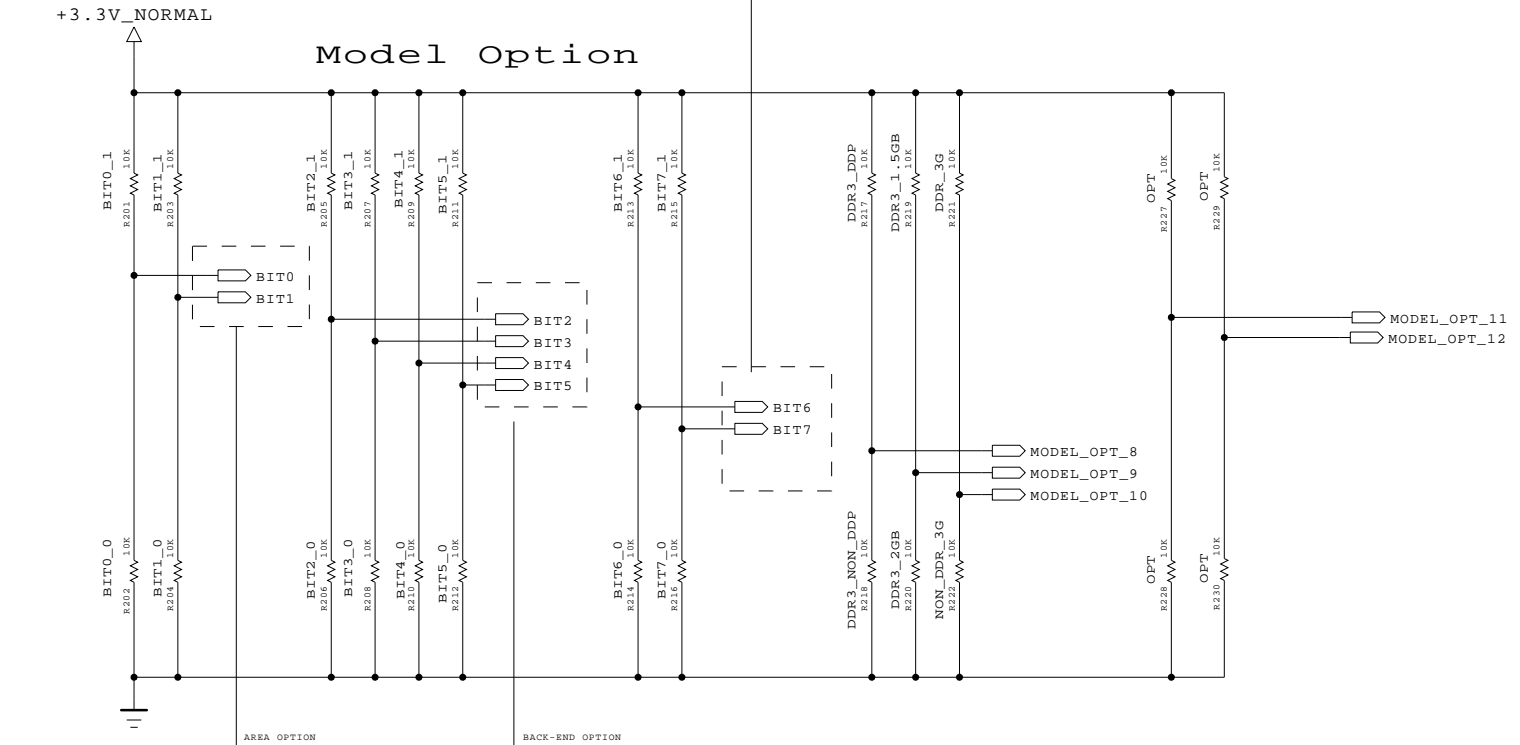 +3.3V_NORMAL
Model Option
BIT0_1
10K
R201
BIT1_1
10K
R203
BIT2_1
10K
R205
BIT3_1
10K
R207
BIT4_1
10K
R209
BIT5_1
10K
R211
BIT6_1
10K
R213
BIT7_1
10K
R215
DDR3_DDP
10K
R217
DDR3_1.5GB
10K
R219
DDR_3G
10K
R221
OPT
10K
R227
OPT
10K
R229
BIT0
BIT1
BIT2
BIT3
BIT4
BIT5
BIT6
BIT7
MODEL_OPT_11
MODEL_OPT_12
MODEL_OPT_8
MODEL_OPT_9
MODEL_OPT_10
BIT0_0
10K
R202
BIT1_0
10K
R204
BIT2_0
10K
R206
BIT3_0
10K
R208
BIT4_0
10K
R210
BIT5_0
10K
R212
BIT6_0
10K
R214
BIT7_0
10K
R216
DDR3_NON_DDP
10K
R218
DDR3_2GB
10K
R220
NON_DDR_3G
10K
R222
OPT
10K
R228
OPT
10K
R230
AREA OPTION
BACK-END OPTION